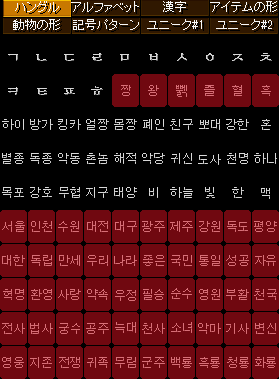 ハングル アルファベット 漢字 アイテムの形
動物の形 記号パターン ユニーク#1 ユニーク#2
ㄱ ㄴ ㄷ ㄹ ㅁ ㅂ ㅅ ㅇ ㅈ ㅊ
ㅋ ㅌ ㅍ ㅎ 짱 왕 뷁 즐 혈 혹
하이 방가 킹카 얼짱 몸짱 폐인 친구 뽀대 강한 혼
별종 독종 악동 훈놈 해적 악당 귀신 도사 천명 하나
목포 강호 무협 지구 태양 비 하늘 빛 한 맥
서울 인천 수원 대전 대구 광주 제주 강원 독도 평양
대한 독립 만세 우리 나라 좋은 국민 통일 성공 자유
혁명 환영 사랑 약속 우정 필승 순수 영원 부활 천국
전사 법사 궁수 공주 늑대 천사 소녀 악마 기사 변신
영웅 지존 전쟁 귀족 무림 군주 백룡 흑룡 청룡 화룡